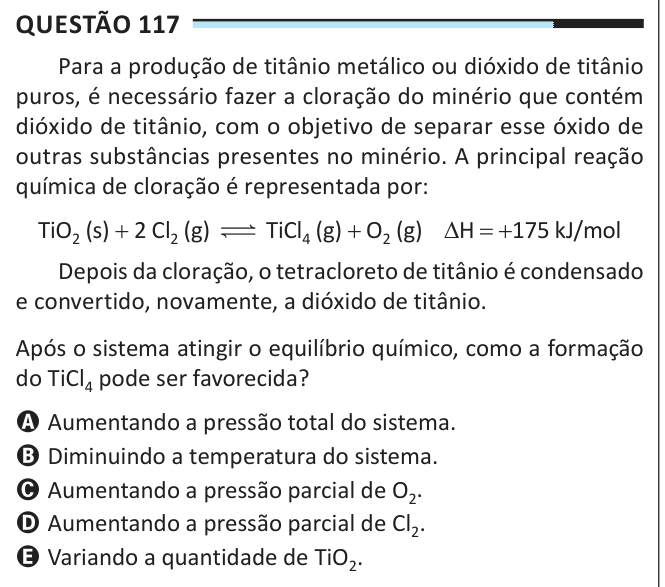 QUESTÃO 117
Para a produção de titânio metálico ou dióxido de titânio
puros, é necessário fazer a cloração do minério que contém
dióxido de titânio, com o objetivo de separar esse óxido de
outras substâncias presentes no minério. A principal reação
química de cloração é representada por:
TiO₂ (s) + 2 Cl₂ (g) ⇌ TiCl₄ (g) + O₂ (g) ΔH = +175 kJ/mol
Depois da cloração, o tetracloreto de titânio é condensado
e convertido, novamente, a dióxido de titânio.
Após o sistema atingir o equilíbrio químico, como a formação
do TiCl₄ pode ser favorecida?
A Aumentando a pressão total do sistema.
B Diminuindo a temperatura do sistema.
C Aumentando a pressão parcial de O₂.
D Aumentando a pressão parcial de Cl₂.
E Variando a quantidade de TiO₂.